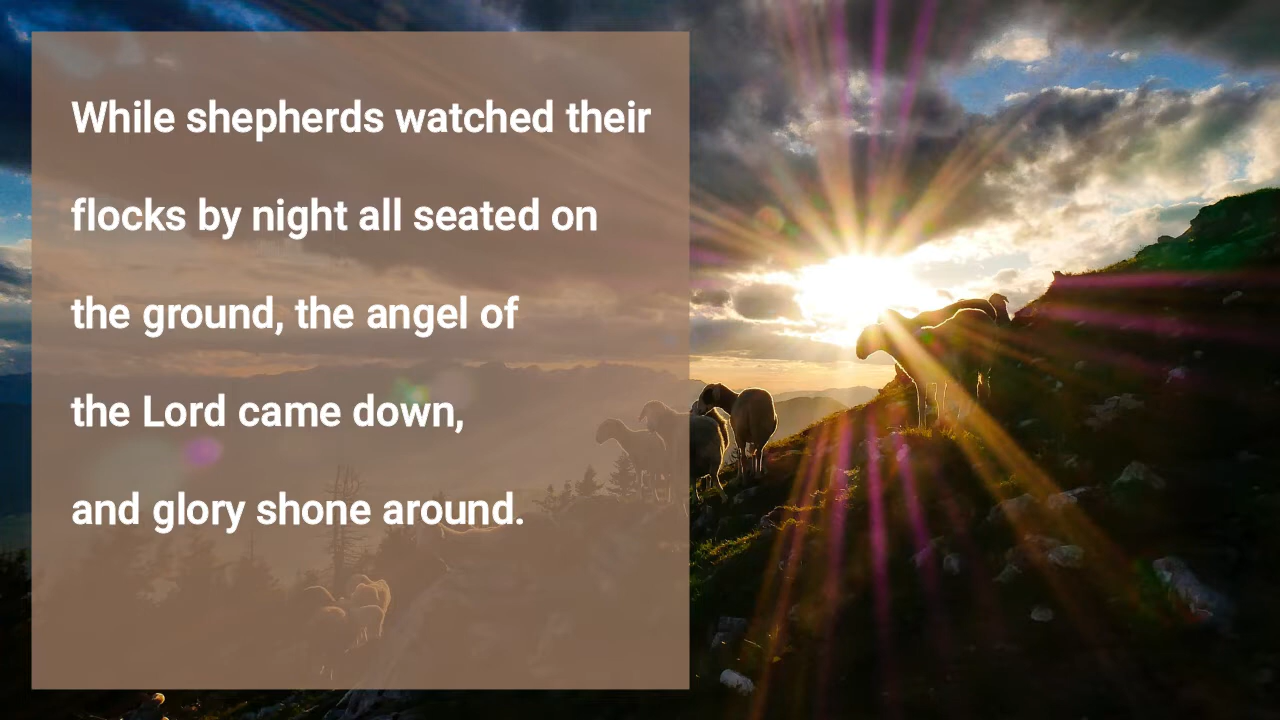 While shepherds watched their
flocks by night all seated on
the ground, the angel of
the Lord came down,
and glory shone around.